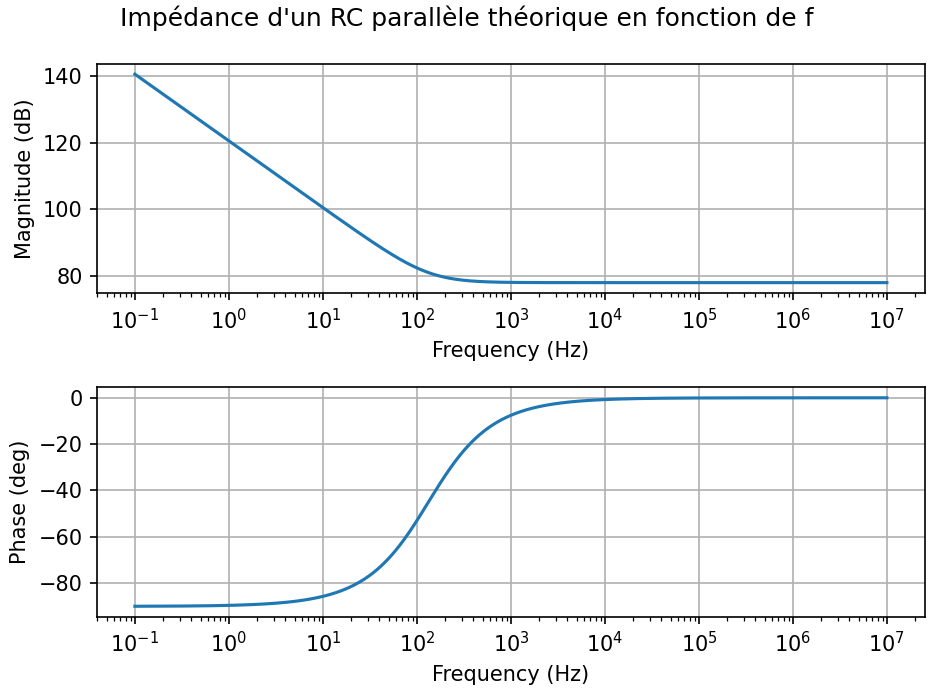 Impédance d'un RC parallèle théorique en fonction de f
140
120
100
80
Magnitude (dB)
10⁻¹ 10⁰ 10¹ 10² 10³ 10⁴ 10⁵ 10⁶ 10⁷
Frequency (Hz)
0
−20
−40
−60
−80
Phase (deg)
10⁻¹ 10⁰ 10¹ 10² 10³ 10⁴ 10⁵ 10⁶ 10⁷
Frequency (Hz)